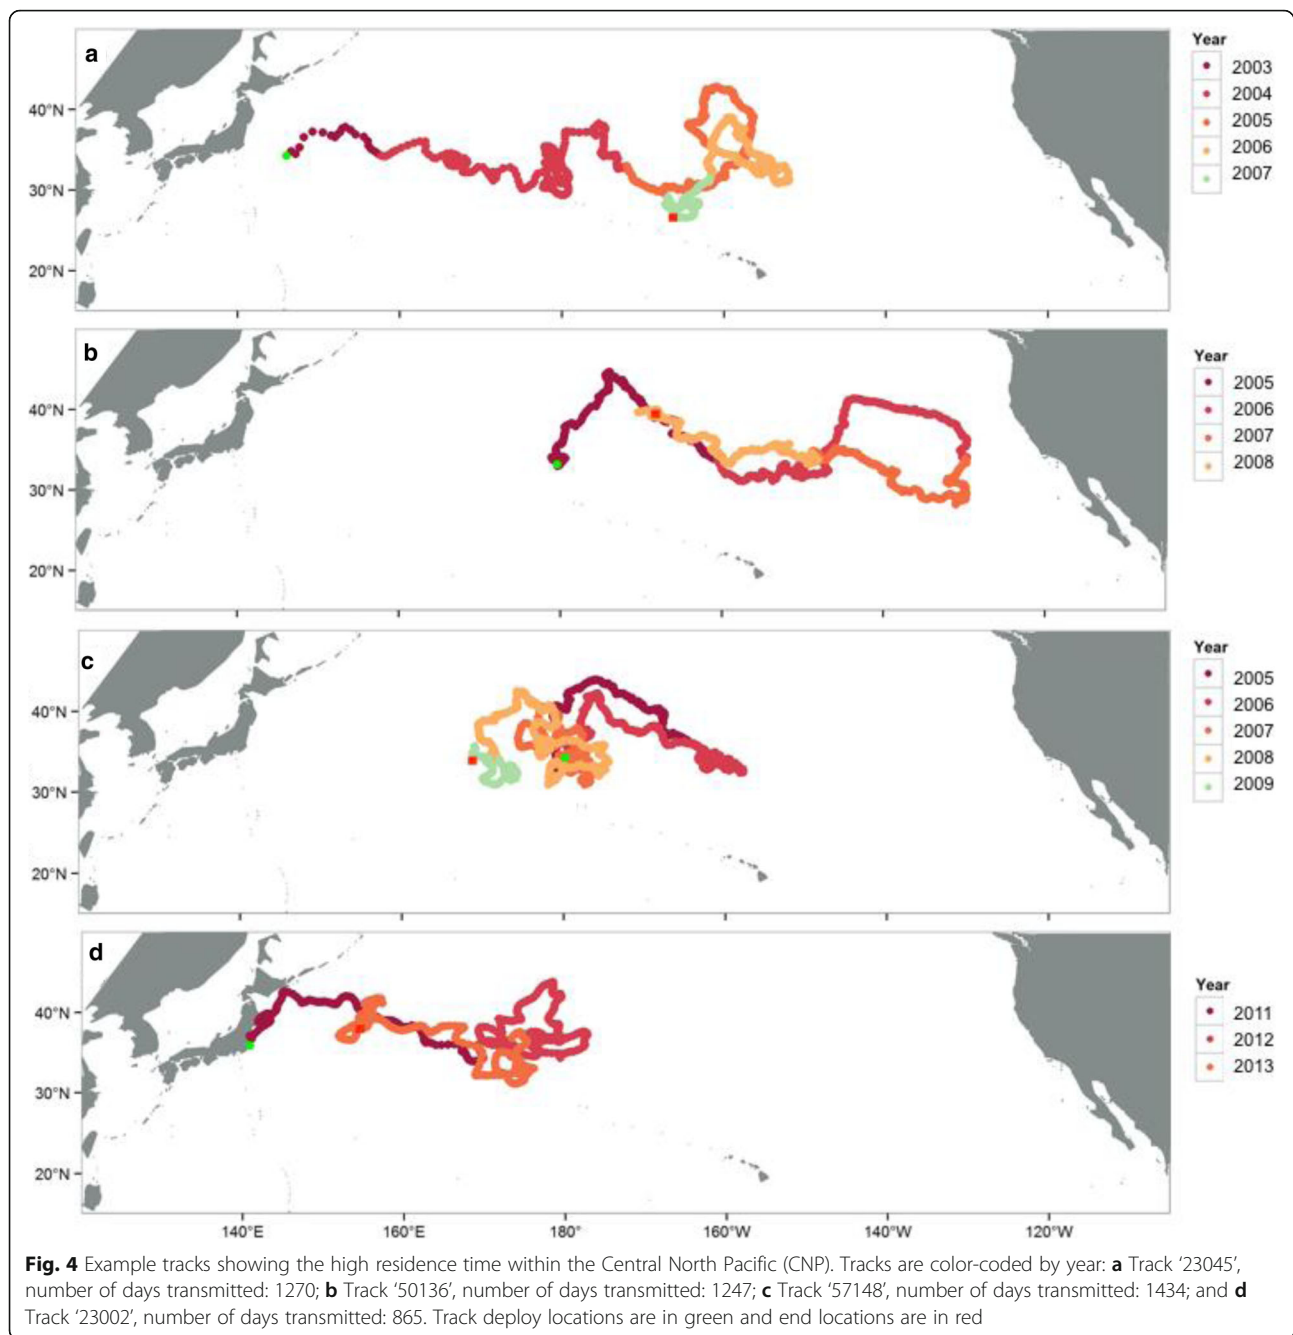 a
40°N
30°N
20°N
Year
2003
2004
2005
2006
2007
b
40°N
30°N
20°N
Year
2005
2006
2007
2008
c
40°N
30°N
20°N
Year
2005
2006
2007
2008
2009
d
40°N
30°N
20°N
Year
2011
2012
2013
140°E 160°E 180° 160°W 140°W 120°W
Fig. 4 Example tracks showing the high residence time within the Central North Pacific (CNP). Tracks are color-coded by year: a Track ‘23045’,
number of days transmitted: 1270; b Track ‘50136’, number of days transmitted: 1247; c Track ‘57148’, number of days transmitted: 1434; and d
Track ‘23002’, number of days transmitted: 865. Track deploy locations are in green and end locations are in red